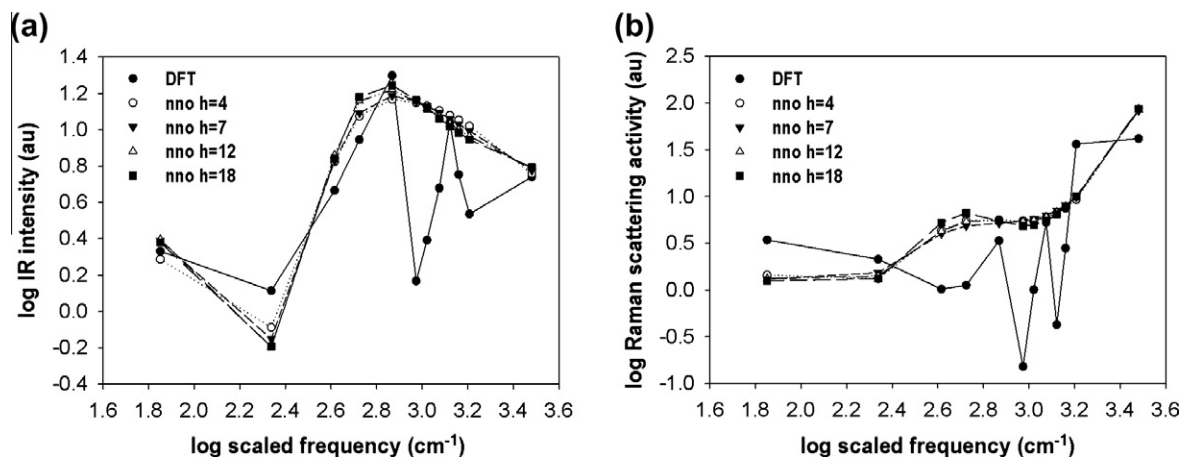 (a)
log IR intensity (au)
1.4
1.2
1.0
0.8
0.6
0.4
0.2
0.0
-0.2
-0.4
DFT
nno h=4
nno h=7
nno h=12
nno h=18
1.6 1.8 2.0 2.2 2.4 2.6 2.8 3.0 3.2 3.4 3.6
log scaled frequency (cm⁻¹)
(b)
log Raman scattering activity (au)
2.5
2.0
1.5
1.0
0.5
0.0
-0.5
-1.0
DFT
nno h=4
nno h=7
nno h=12
nno h=18
1.6 1.8 2.0 2.2 2.4 2.6 2.8 3.0 3.2 3.4 3.6
log scaled frequency (cm⁻¹)